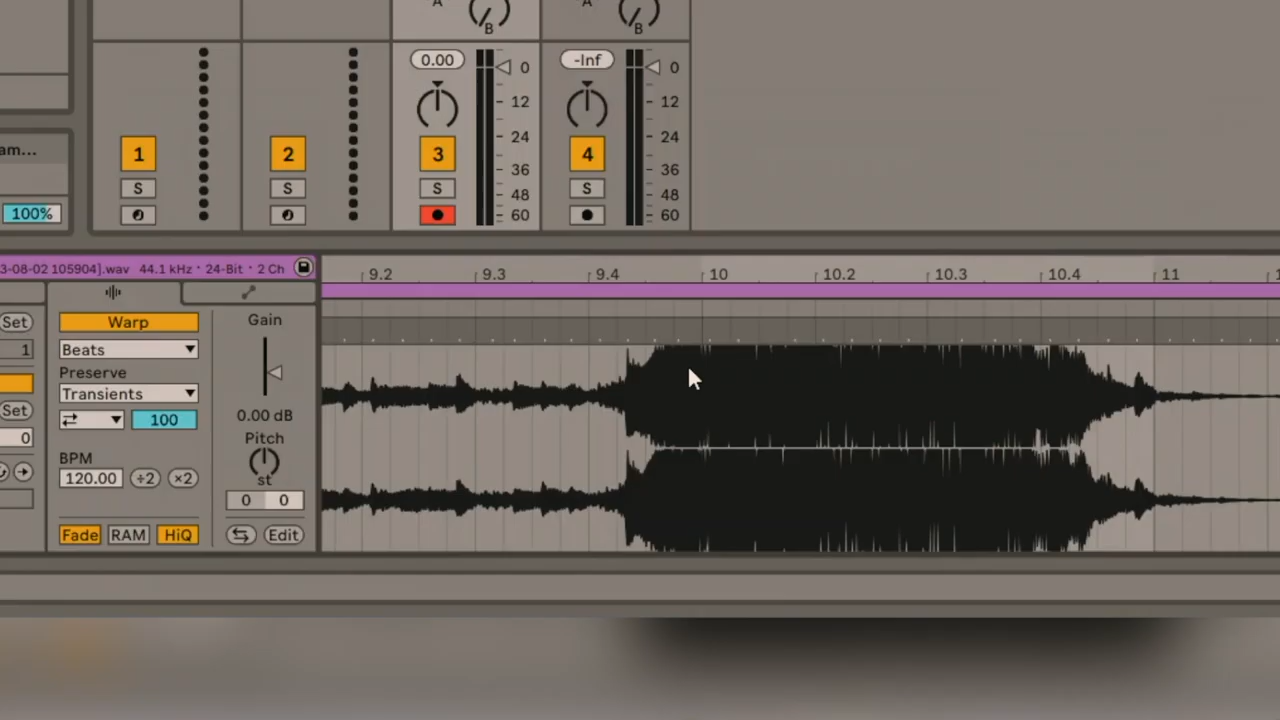 A A
B B
0.00 -Inf
0 0
12 12
24 24
am...
1 2 3 4
36 36
S S S S
48 48
100%
60 60
3-08-02 105904].wav 44.1 kHz · 24-Bit · 2 Ch
9.2 9.3 9.4 10 10.2 10.3 10.4 11
Set
Warp
Gain
1
Beats
Preserve
Transients
Set
100
0.00 dB
0
Pitch
BPM
st
120.00 ÷2 ×2
0 0
Fade RAM HiQ
Edit